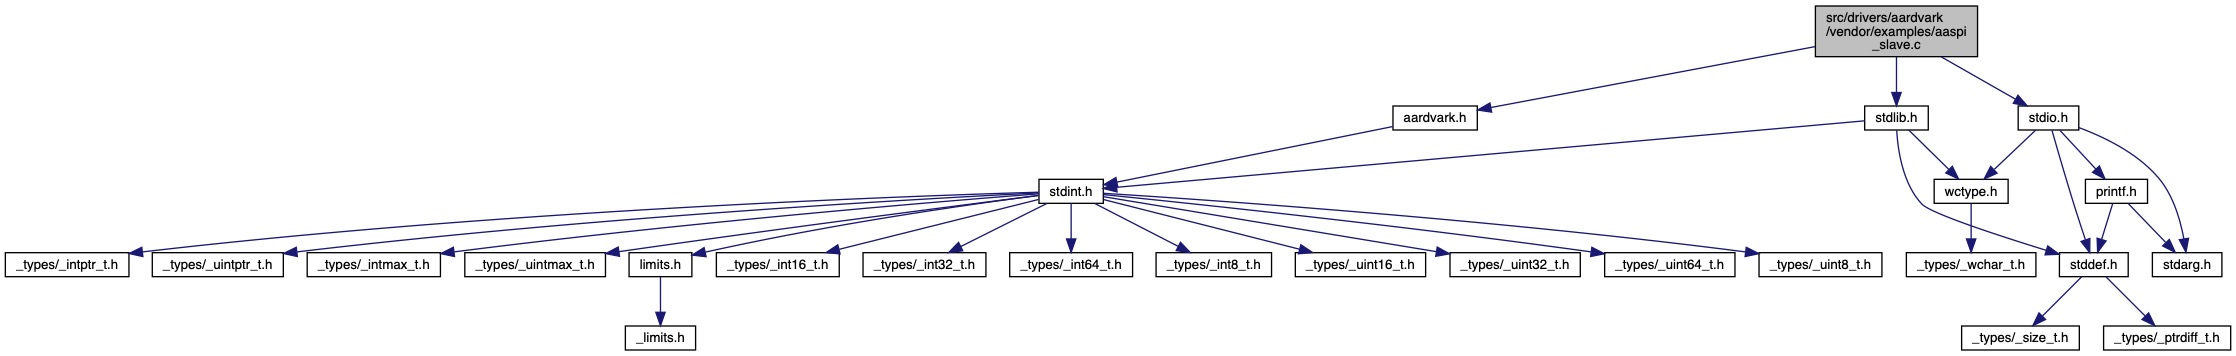 src/drivers/aardvark
/vendor/examples/aaspi
_slave.c
aardvark.h
stdlib.h
stdio.h
stdint.h
wctype.h
printf.h
_types/_intptr_t.h
_types/_uintptr_t.h
_types/_intmax_t.h
_types/_uintmax_t.h
limits.h
_types/_int16_t.h
_types/_int32_t.h
_types/_int64_t.h
_types/_int8_t.h
_types/_uint16_t.h
_types/_uint32_t.h
_types/_uint64_t.h
_types/_uint8_t.h
_types/_wchar_t.h
stddef.h
stdarg.h
_limits.h
_types/_size_t.h
_types/_ptrdiff_t.h